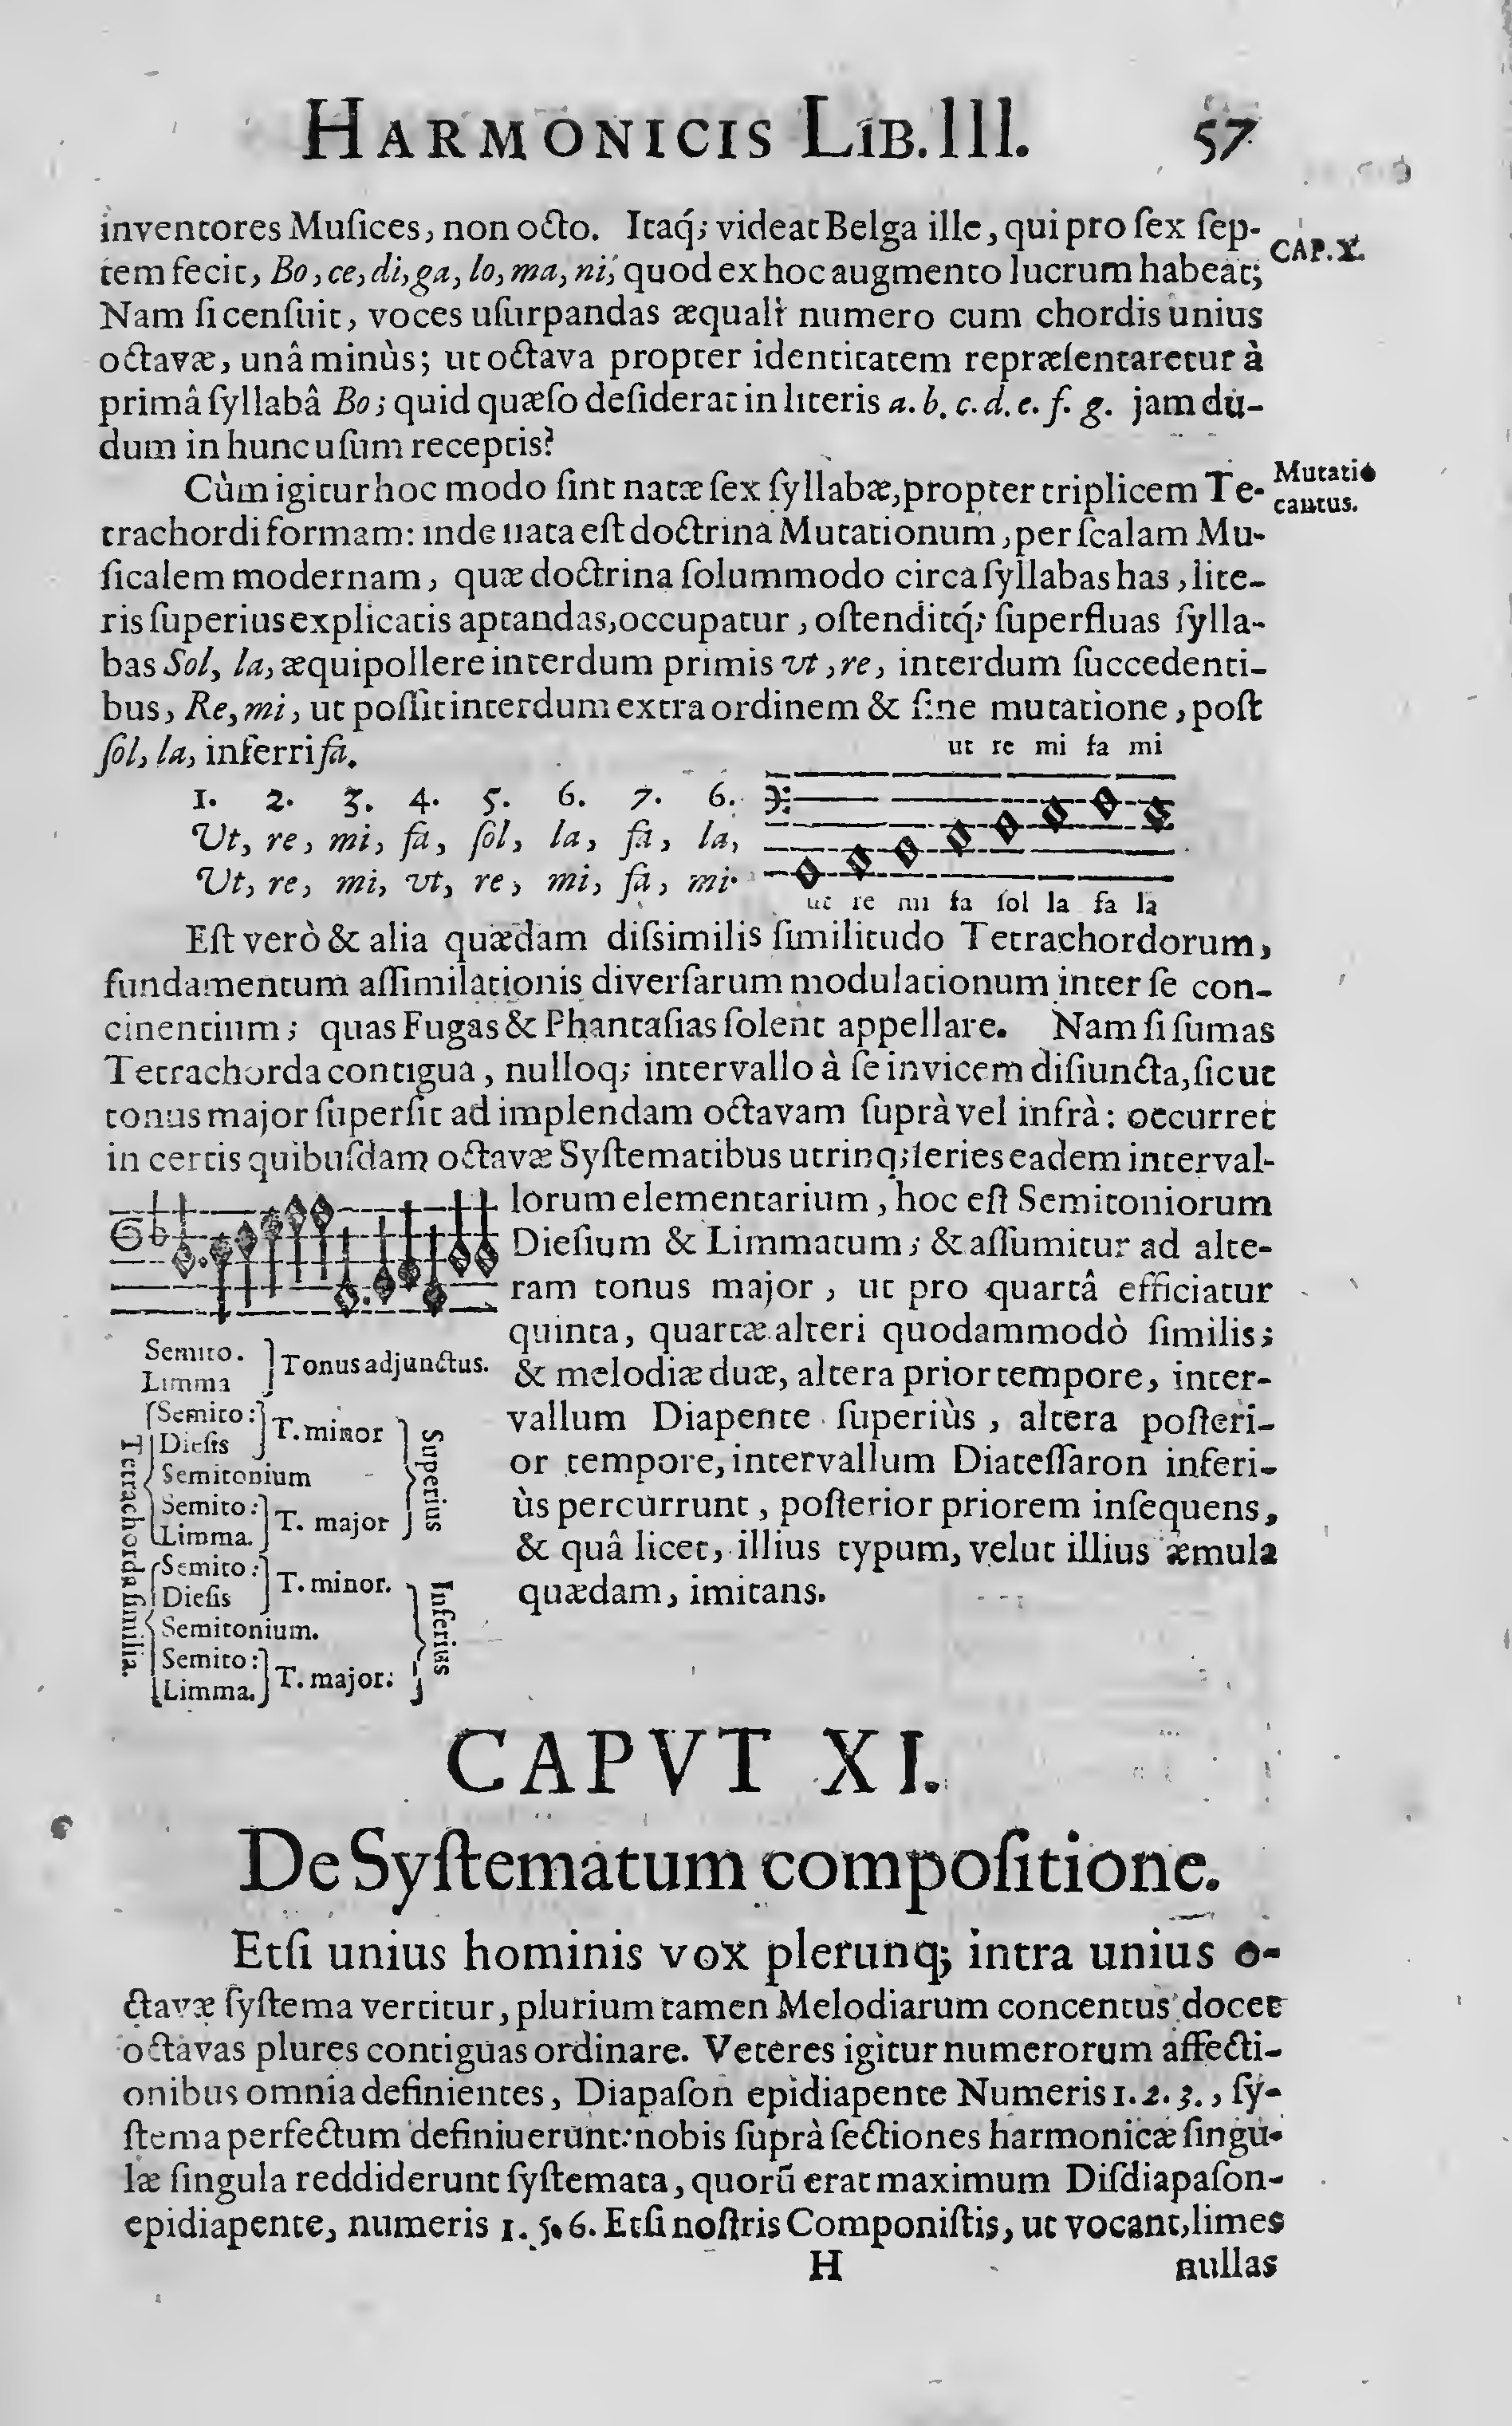 HARMONICIS LIB.III. 57
inventores Muſices, non octo. Itaq́; videat Belga ille, qui pro ſex ſep-
CAP.X.
tem fecit, Bo, ce, di, ga, lo, ma, ni, quod ex hoc augmento lucrum habeat;
Nam ſi cenſuit, voces uſurpandas æquali numero cum chordis unius
octavæ, unâ minùs; ut octava propter identitatem repræſentaretur à
primâ ſyllabâ Bo; quid quæſo deſiderat in literis a. b. c. d. e. f. g. jam du-
dum in hunc uſum receptis?
Cùm igitur hoc modo ſint natæ ſex ſyllabæ, propter triplicem Te-
Mutatio
cantus.
trachordi formam: inde nata eſt doctrina Mutationum, per ſcalam Mu-
ſicalem modernam, quæ doctrina ſolummodo circa ſyllabas has, lite-
ris ſuperius explicatis aptandas, occupatur, oſtenditq́; ſuperfluas ſylla-
bas Sol, la, æquipollere interdum primis vt, re, interdum ſuccedenti-
bus, Re, mi, ut poſſit interdum extra ordinem & ſine mutatione, poſt
ſol, la, inferri fa.
ut re mi fa mi
1. 2. 3. 4. 5. 6. 7. 6.
Vt, re, mi, fa, ſol, la, fa, la,
Vt, re, mi, vt, re, mi, fa, mi.
ut re mi fa ſol la fa la
Eſt verò & alia quædam diſsimilis ſimilitudo Tetrachordorum,
fundamentum aſſimilationis diverſarum modulationum inter ſe con-
cinentium; quas Fugas & Phantaſias ſolent appellare. Nam ſi ſumas
Tetrachorda contigua, nulloq; intervallo à ſe invicem diſiuncta, ſic ut
tonus major ſuperſit ad implendam octavam ſuprà vel infrà: occurret
in certis quibuſdam octavæ Syſtematibus utrinq; ſeries eadem interval-
lorum elementarium, hoc eſt Semitoniorum
Dieſium & Limmatum; & aſſumitur ad alte-
ram tonus major, ut pro quartâ efficiatur
quinta, quartæ alteri quodammodò ſimilis;
& melodiæ duæ, altera prior tempore, inter-
vallum Diapente ſuperiùs, altera poſteri-
or tempore, intervallum Diateſſaron inferi-
ùs percurrunt, poſterior priorem inſequens,
& quâ licet, illius typum, velut illius æmula
quædam, imitans.
Semito.
Limma
Tonus adjunctus.
Semito:
Dieſis
T. minor
Semitonium
Semito:
Limma.
T. major
Superius
Semito:
Dieſis
T. minor.
Semitonium.
Semito:
Limma.
T. major:
Inferius
Tetrachorda ſimilia.
CAPVT XI.
De Syſtematum compoſitione.
Etſi unius hominis vox plerunq; intra unius o-
ctavæ ſyſtema vertitur, plurium tamen Melodiarum concentus docet
octavas plures contiguas ordinare. Veteres igitur numerorum affecti-
onibus omnia definientes, Diapaſon epidiapente Numeris 1. 2. 3., ſy-
ſtema perfectum definiuerunt: nobis ſuprà ſectiones harmonicæ ſingu-
læ ſingula reddiderunt ſyſtemata, quorū erat maximum Diſdiapaſon-
epidiapente, numeris 1. 5. 6. Etſi noſtris Componiſtis, ut vocant, limes
H nullas